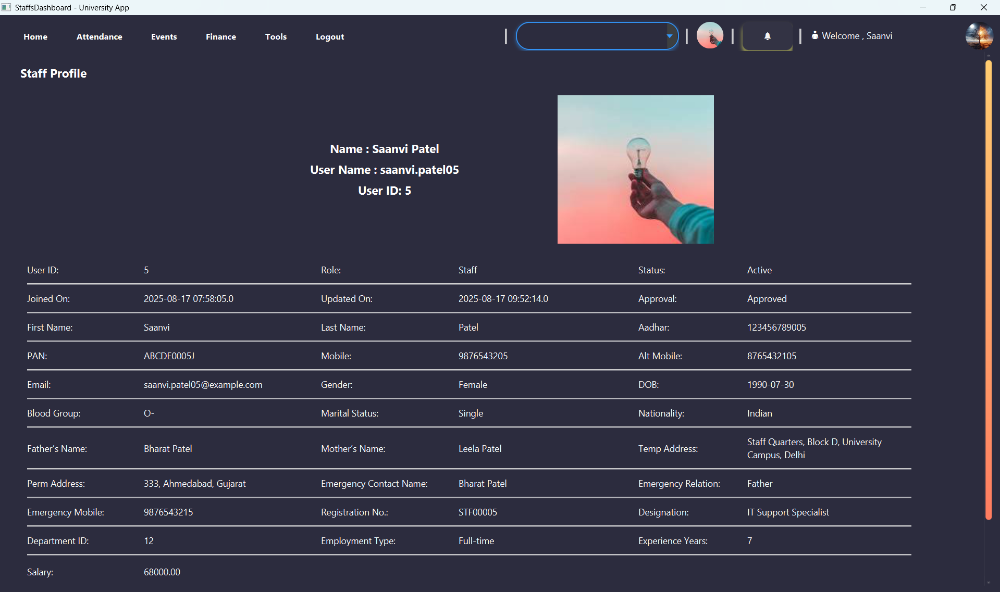 StaffsDashboard - University App
Home Attendance Events Finance Tools Logout Welcome , Saanvi
Staff Profile
Name : Saanvi Patel
User Name : saanvi.patel05
User ID: 5
User ID: 5 Role: Staff Status: Active
Joined On: 2025-08-17 07:58:05.0 Updated On: 2025-08-17 09:52:14.0 Approval: Approved
First Name: Saanvi Last Name: Patel Aadhar: 123456789005
PAN: ABCDE0005J Mobile: 9876543205 Alt Mobile: 8765432105
Email: saanvi.patel05@example.com Gender: Female DOB: 1990-07-30
Blood Group: O- Marital Status: Single Nationality: Indian
Father’s Name: Bharat Patel Mother’s Name: Leela Patel Temp Address: Staff Quarters, Block D, University
Campus, Delhi
Perm Address: 333, Ahmedabad, Gujarat Emergency Contact Name: Bharat Patel Emergency Relation: Father
Emergency Mobile: 9876543215 Registration No.: STF00005 Designation: IT Support Specialist
Department ID: 12 Employment Type: Full-time Experience Years: 7
Salary: 68000.00